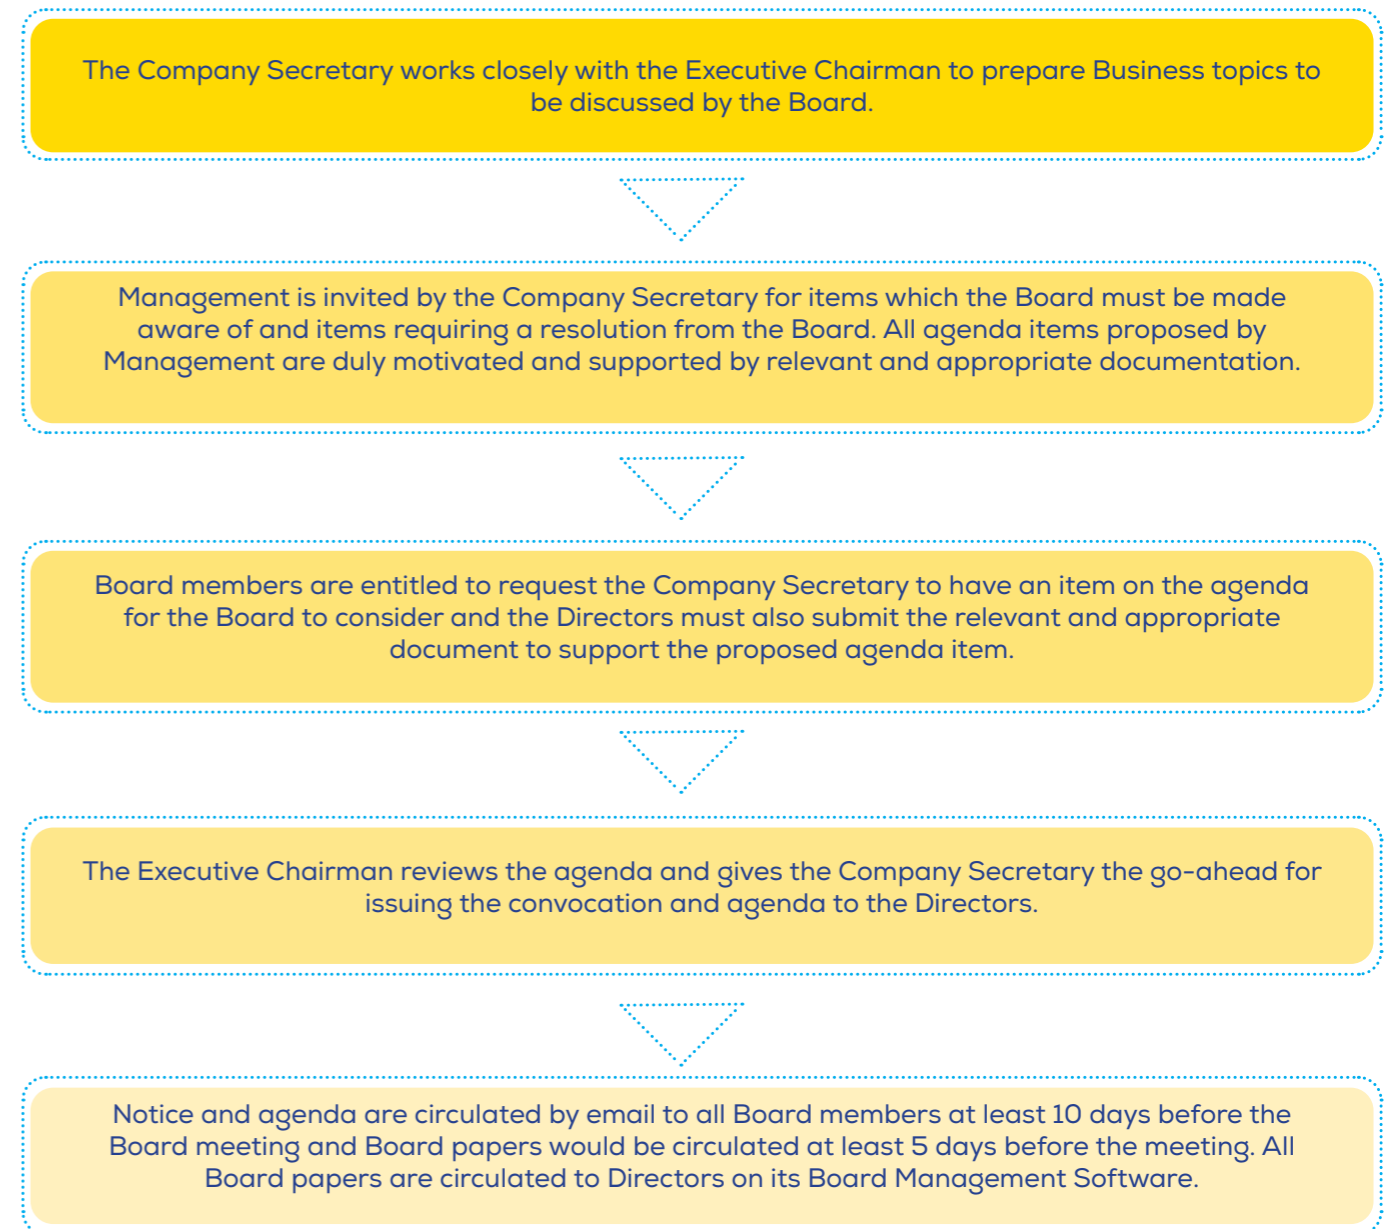 The Company Secretary works closely with the Executive Chairman to prepare Business topics to
be discussed by the Board.
Management is invited by the Company Secretary for items which the Board must be made
aware of and items requiring a resolution from the Board. All agenda items proposed by
Management are duly motivated and supported by relevant and appropriate documentation.
Board members are entitled to request the Company Secretary to have an item on the agenda
for the Board to consider and the Directors must also submit the relevant and appropriate
document to support the proposed agenda item.
The Executive Chairman reviews the agenda and gives the Company Secretary the go-ahead for
issuing the convocation and agenda to the Directors.
Notice and agenda are circulated by email to all Board members at least 10 days before the
Board meeting and Board papers would be circulated at least 5 days before the meeting. All
Board papers are circulated to Directors on its Board Management Software.